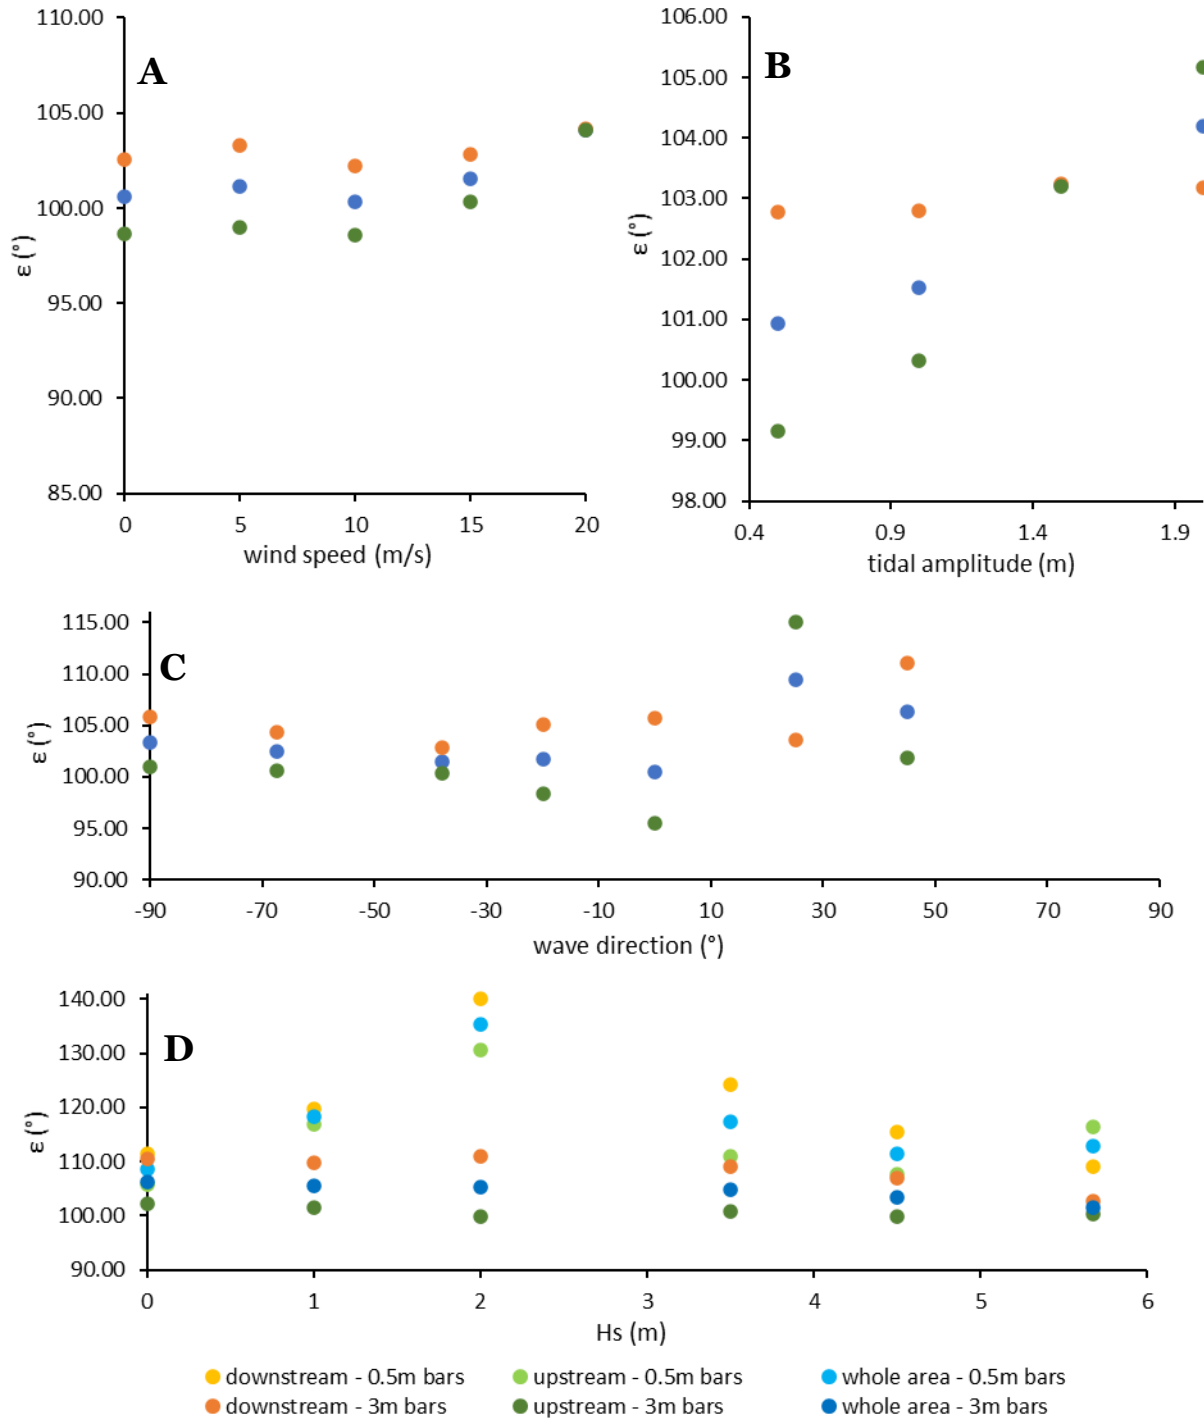 A
110.00
105.00
100.00
95.00
90.00
85.00
ε (°)
0 5 10 15 20
wind speed (m/s)
B
106.00
105.00
104.00
103.00
102.00
101.00
100.00
99.00
98.00
ε (°)
0.4 0.9 1.4 1.9
tidal amplitude (m)
C
115.00
110.00
105.00
100.00
95.00
90.00
ε (°)
-90 -70 -50 -30 -10 10 30 50 70 90
wave direction (°)
D
140.00
130.00
120.00
110.00
100.00
90.00
ε (°)
0 1 2 3 4 5 6
Hs (m)
downstream - 0.5m bars upstream - 0.5m bars whole area - 0.5m bars
downstream - 3m bars upstream - 3m bars whole area - 3m bars